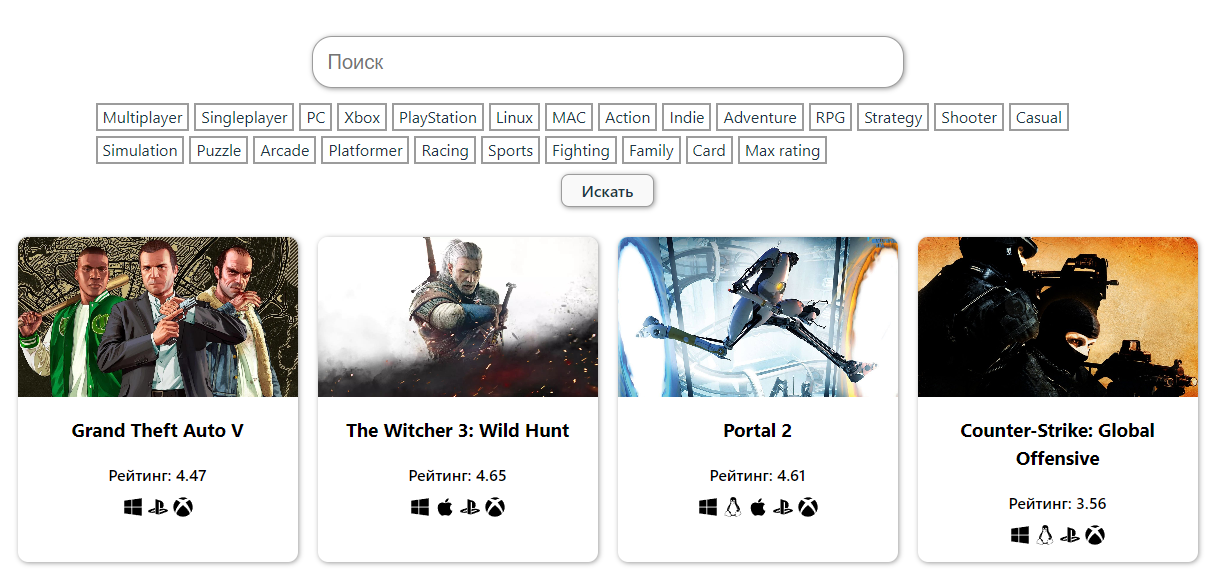 Поиск
Multiplayer Singleplayer PC Xbox PlayStation Linux MAC Action Indie Adventure RPG Strategy Shooter Casual
Simulation Puzzle Arcade Platformer Racing Sports Fighting Family Card Max rating
Искать
Grand Theft Auto V
Рейтинг: 4.47
The Witcher 3: Wild Hunt
Рейтинг: 4.65
Portal 2
Рейтинг: 4.61
Counter-Strike: Global
Offensive
Рейтинг: 3.56